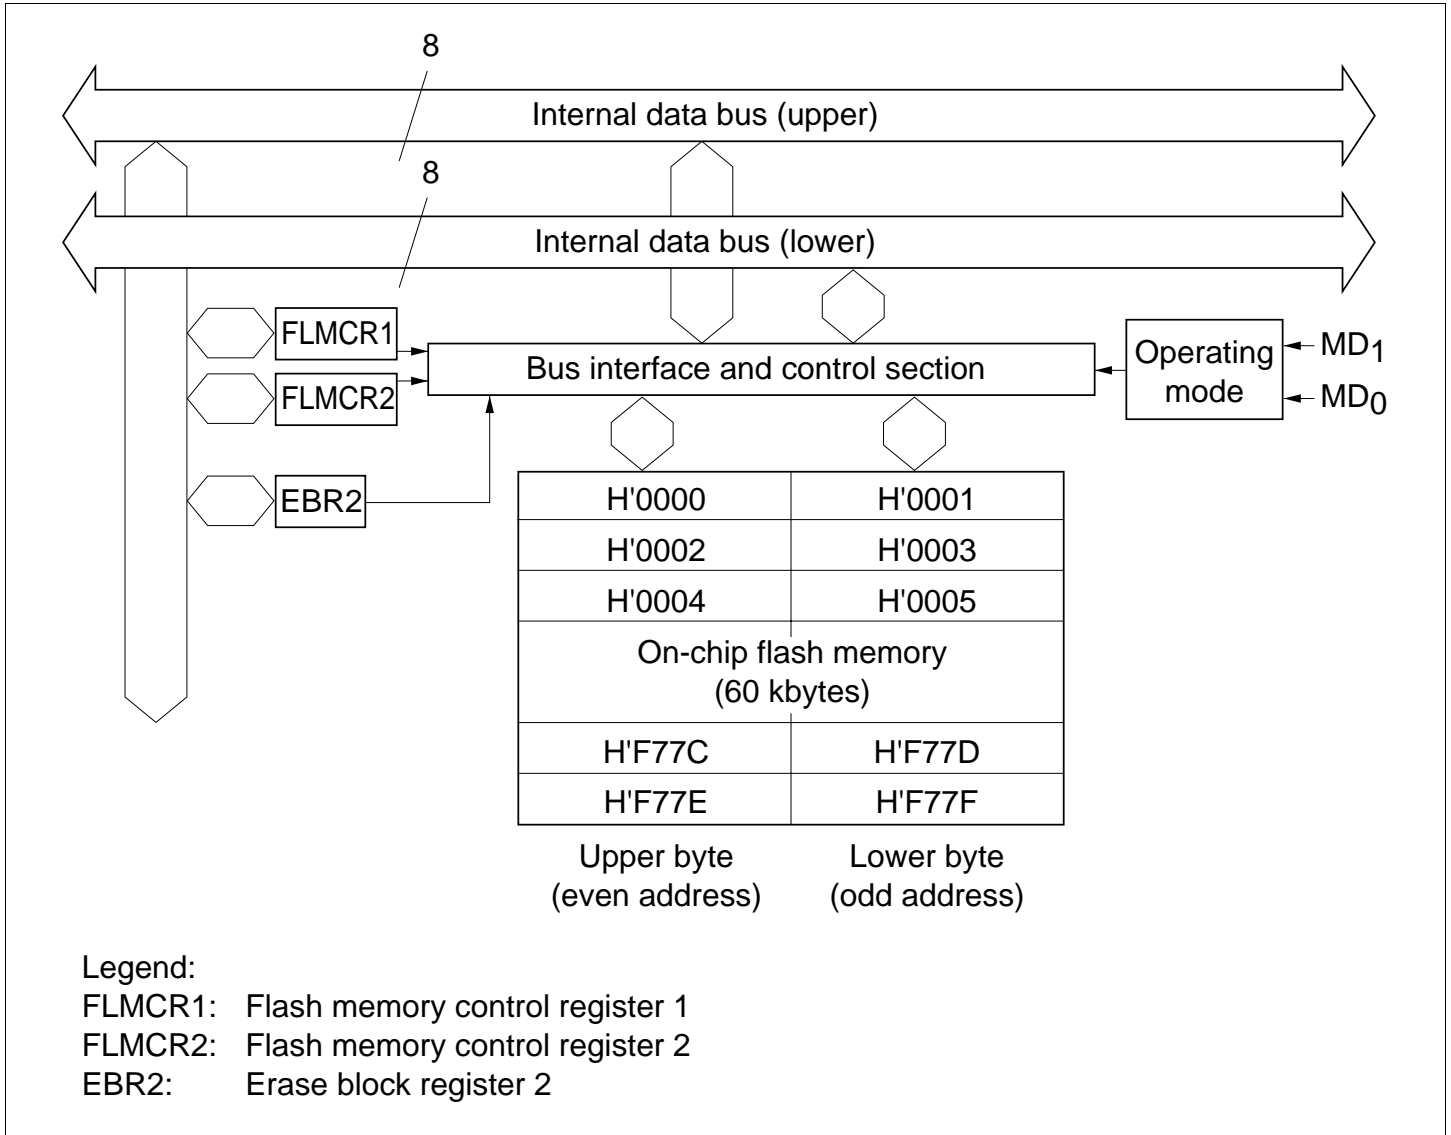 8
Internal data bus (upper)
8
Internal data bus (lower)
FLMCR1
Bus interface and control section
Operating
mode
MD1
MD0
FLMCR2
EBR2
H'0000 H'0001
H'0002 H'0003
H'0004 H'0005
On-chip flash memory
(60 kbytes)
H'F77C H'F77D
H'F77E H'F77F
Upper byte
(even address)
Lower byte
(odd address)
Legend:
FLMCR1: Flash memory control register 1
FLMCR2: Flash memory control register 2
EBR2: Erase block register 2